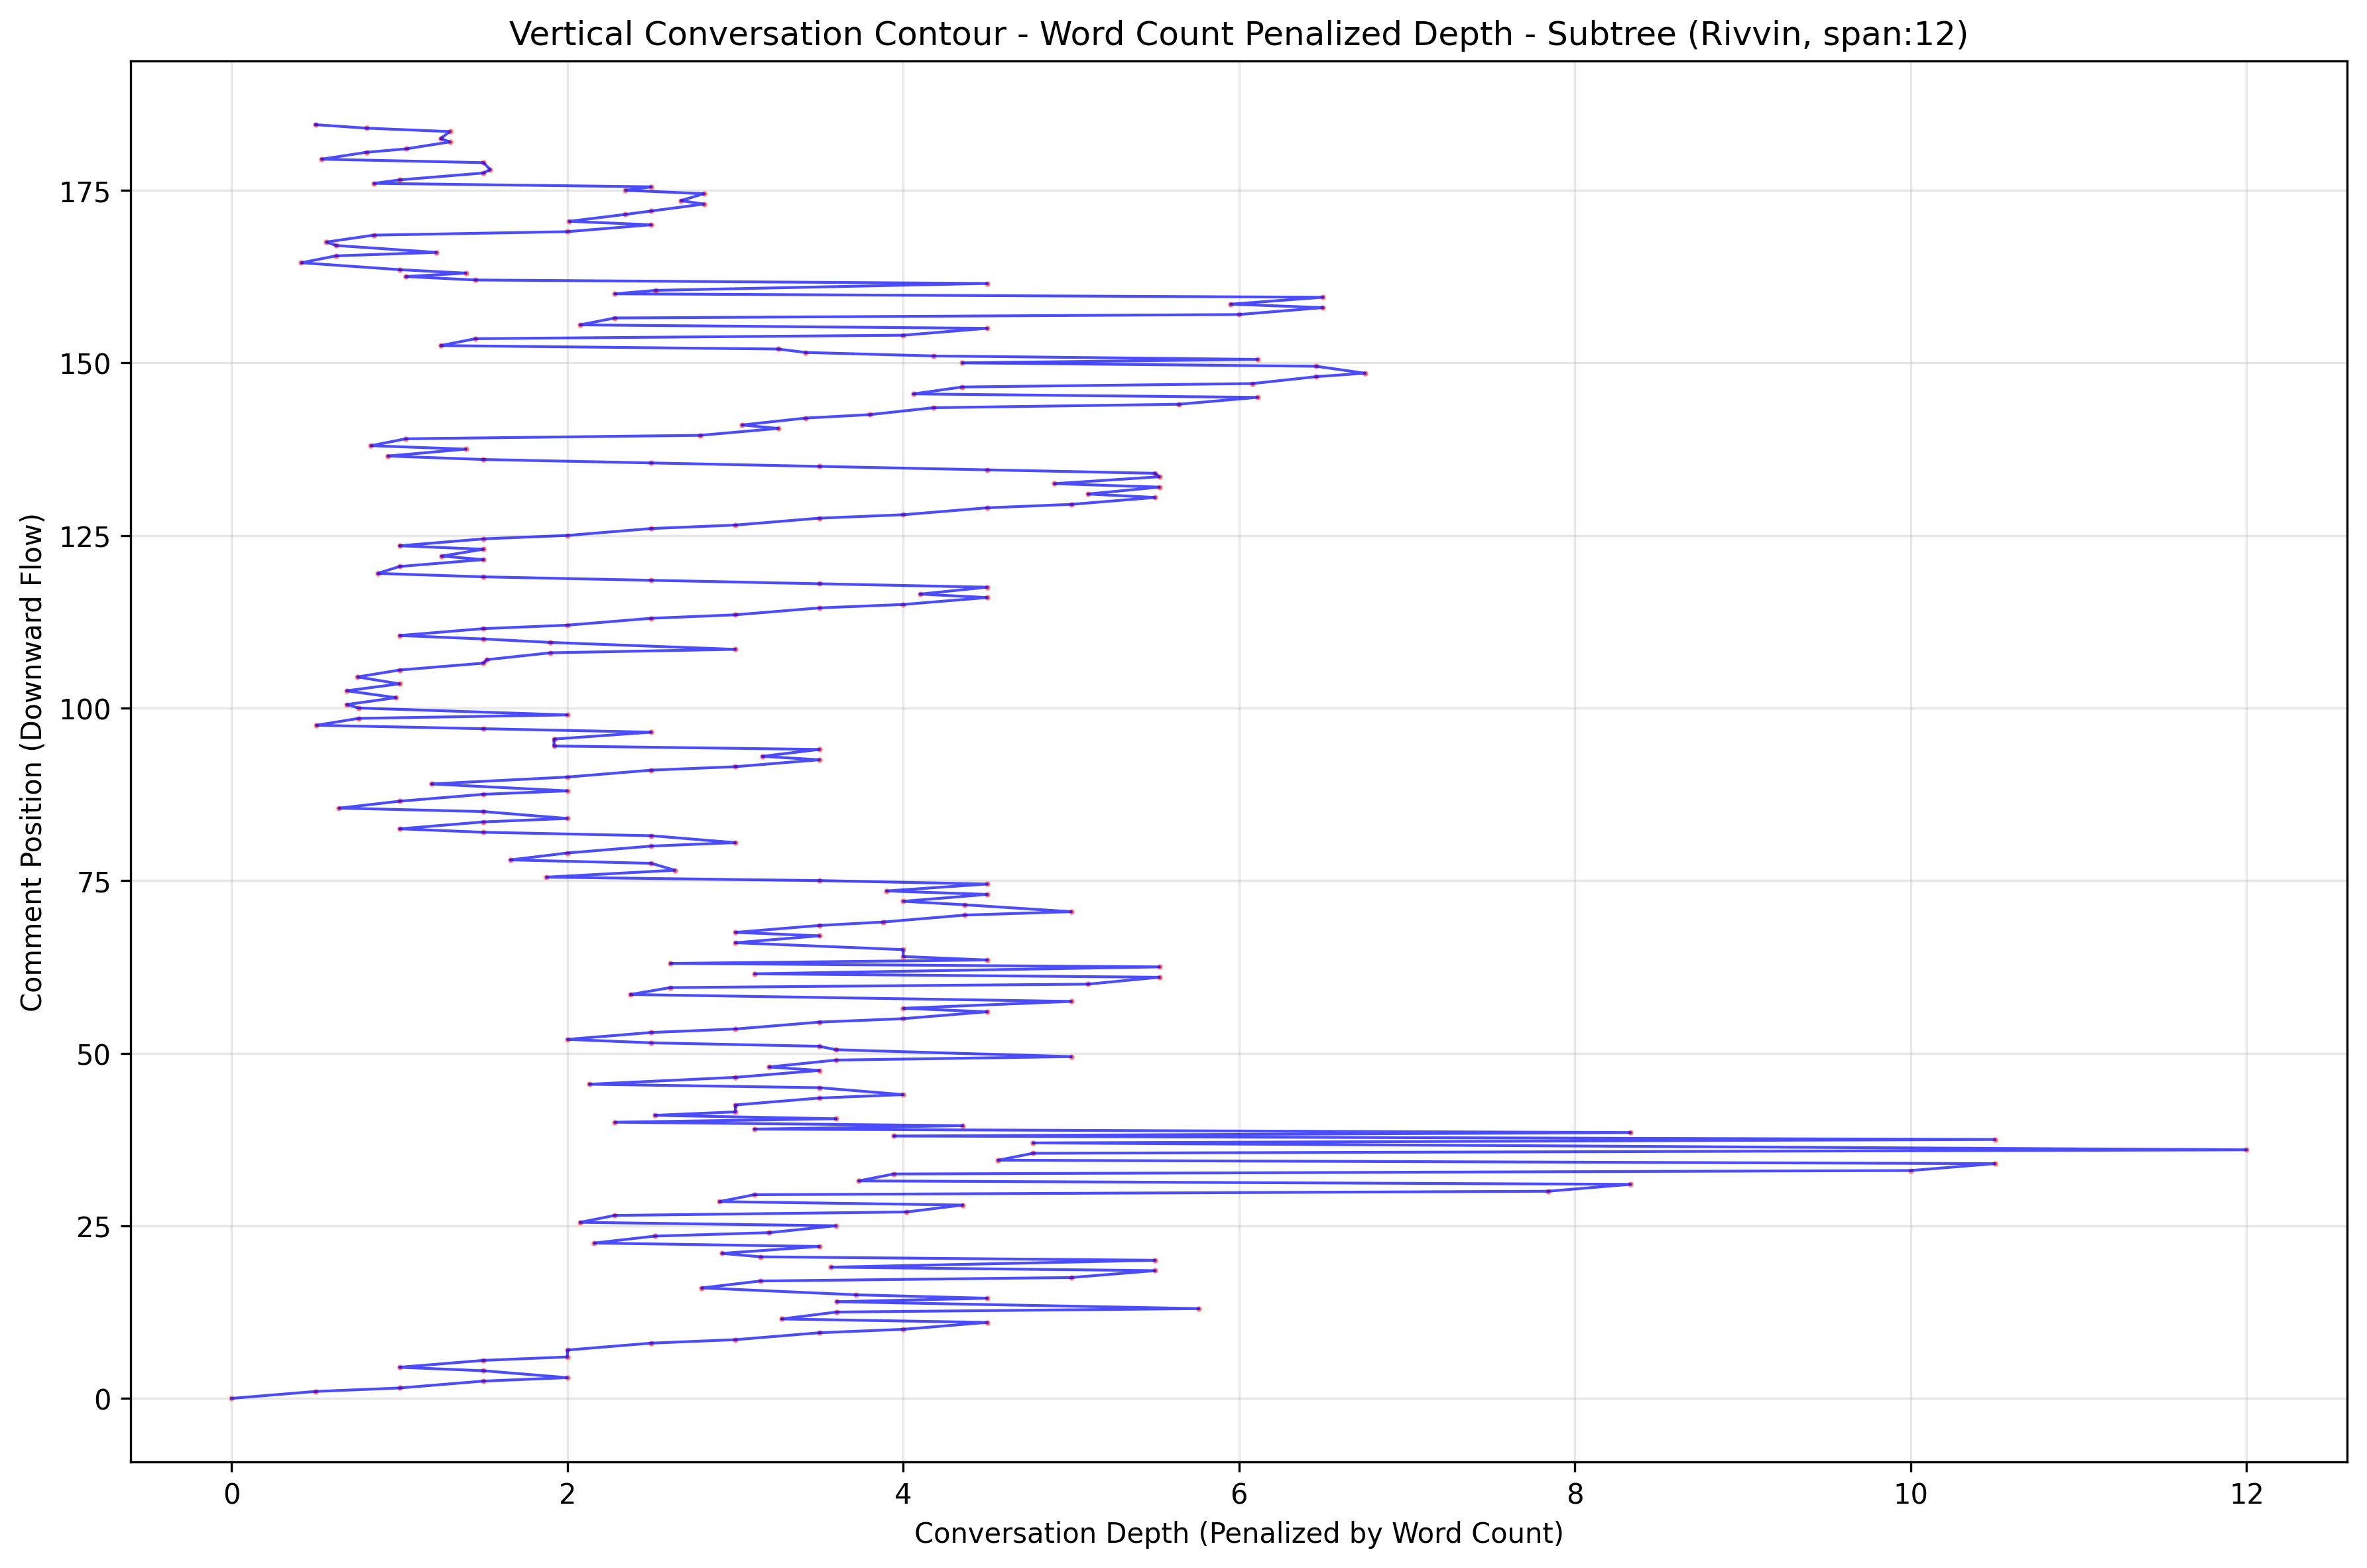 Vertical Conversation Contour - Word Count Penalized Depth - Subtree (Rivvin, span:12)
Comment Position (Downward Flow)
175
150
125
100
75
50
25
0
0 2 4 6 8 10 12
Conversation Depth (Penalized by Word Count)